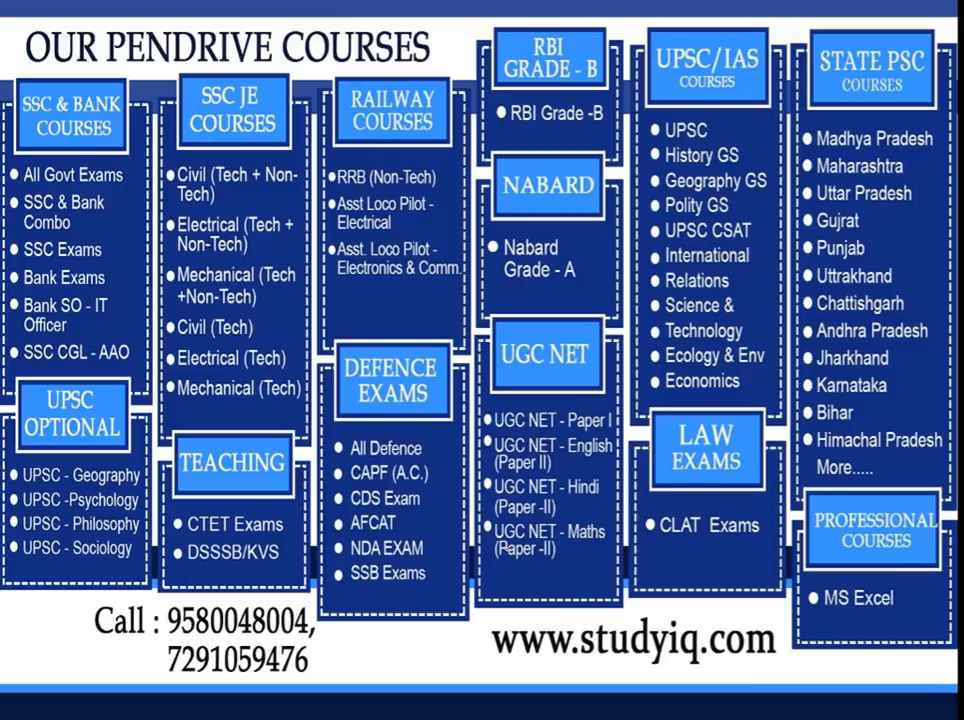 OUR PENDRIVE COURSES
SSC & BANK
COURSES
All Govt Exams
SSC & Bank
Combo
SSC Exams
Bank Exams
Bank SO - IT
Officer
SSC CGL - AAO
UPSC
OPTIONAL
UPSC - Geography
UPSC -Psychology
UPSC - Philosophy
UPSC - Sociology
SSC JE
COURSES
Civil (Tech + Non-
Tech)
Electrical (Tech +
Non-Tech)
Mechanical (Tech
+Non-Tech)
Civil (Tech)
Electrical (Tech)
Mechanical (Tech)
TEACHING
CTET Exams
DSSSB/KVS
RAILWAY
COURSES
RRB (Non-Tech)
Asst Loco Pilot -
Electrical
Asst. Loco Pilot -
Electronics & Comm.
DEFENCE
EXAMS
All Defence
CAPF (A.C.)
CDS Exam
AFCAT
NDA EXAM
SSB Exams
RBI
GRADE - B
RBI Grade -B
NABARD
Nabard
Grade - A
UGC NET
UGC NET - Paper I
UGC NET - English
(Paper II)
UGC NET - Hindi
(Paper -II)
UGC NET - Maths
(Paper -II)
UPSC/IAS
COURSES
UPSC
History GS
Geography GS
Polity GS
UPSC CSAT
International
Relations
Science &
Technology
Ecology & Env
Economics
LAW
EXAMS
CLAT Exams
STATE PSC
COURSES
Madhya Pradesh
Maharashtra
Uttar Pradesh
Gujrat
Punjab
Uttrakhand
Chattishgarh
Andhra Pradesh
Jharkhand
Karnataka
Bihar
Himachal Pradesh
More.....
PROFESSIONAL
COURSES
MS Excel
Call : 9580048004,
7291059476
www.studyiq.com